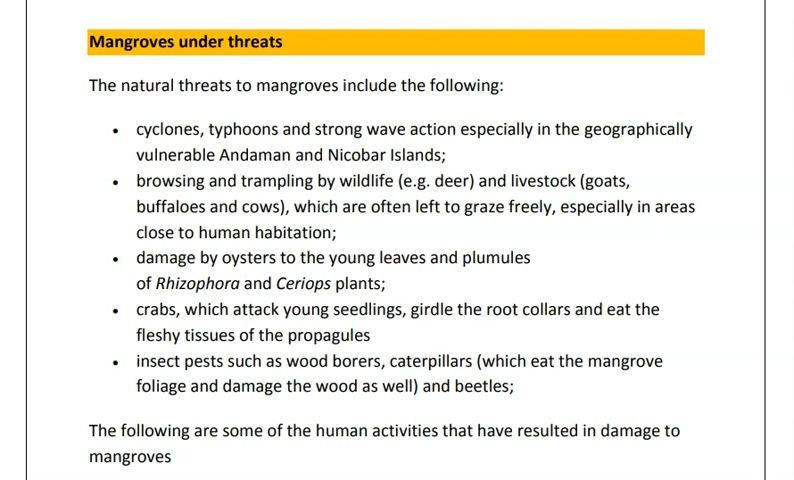 Mangroves under threats
The natural threats to mangroves include the following:
• cyclones, typhoons and strong wave action especially in the geographically
vulnerable Andaman and Nicobar Islands;
• browsing and trampling by wildlife (e.g. deer) and livestock (goats,
buffaloes and cows), which are often left to graze freely, especially in areas
close to human habitation;
• damage by oysters to the young leaves and plumules
of Rhizophora and Ceriops plants;
• crabs, which attack young seedlings, girdle the root collars and eat the
fleshy tissues of the propagules
• insect pests such as wood borers, caterpillars (which eat the mangrove
foliage and damage the wood as well) and beetles;
The following are some of the human activities that have resulted in damage to
mangroves